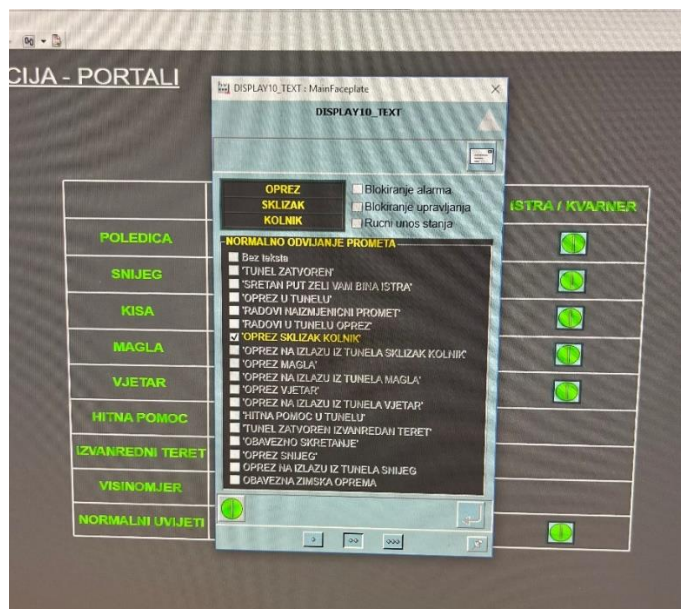 CIJA - PORTALI
DISPLAY10_TEXT : MainFaceplate
DISPLAY10_TEXT
OPREZ
SKLIZAK
KOLNIK
Blokiranje alarma
Blokiranje upravljanja
Rucni unos stanja
ISTRA / KVARNER
NORMALNO ODVIJANJE PROMETA
Bez teksta
'TUNEL ZATVOREN'
'SRETAN PUT ZELI VAM BINA ISTRA'
'OPREZ U TUNELU'
'RADOVI NAIZMJENICNI PROMET'
'RADOVI U TUNELU OPREZ'
'OPREZ SKLIZAK KOLNIK'
'OPREZ NA IZLAZU IZ TUNELA SKLIZAK KOLNIK'
'OPREZ MAGLA'
'OPREZ NA IZLAZU IZ TUNELA MAGLA'
'OPREZ VJETAR'
'OPREZ NA IZLAZU IZ TUNELA VJETAR'
'HITNA POMOC U TUNELU'
'TUNEL ZATVOREN IZVANREDAN TERET'
'OBAVEZNO SKRETANJE'
'OPREZ SNIJEG'
OPREZ NA IZLAZU IZ TUNELA SNIJEG
OBAVEZNA ZIMSKA OPREMA
POLEDICA
SNIJEG
KISA
MAGLA
VJETAR
HITNA POMOC
IZVANREDNI TERET
VISINOMJER
NORMALNI UVIJETI
> >> >>>